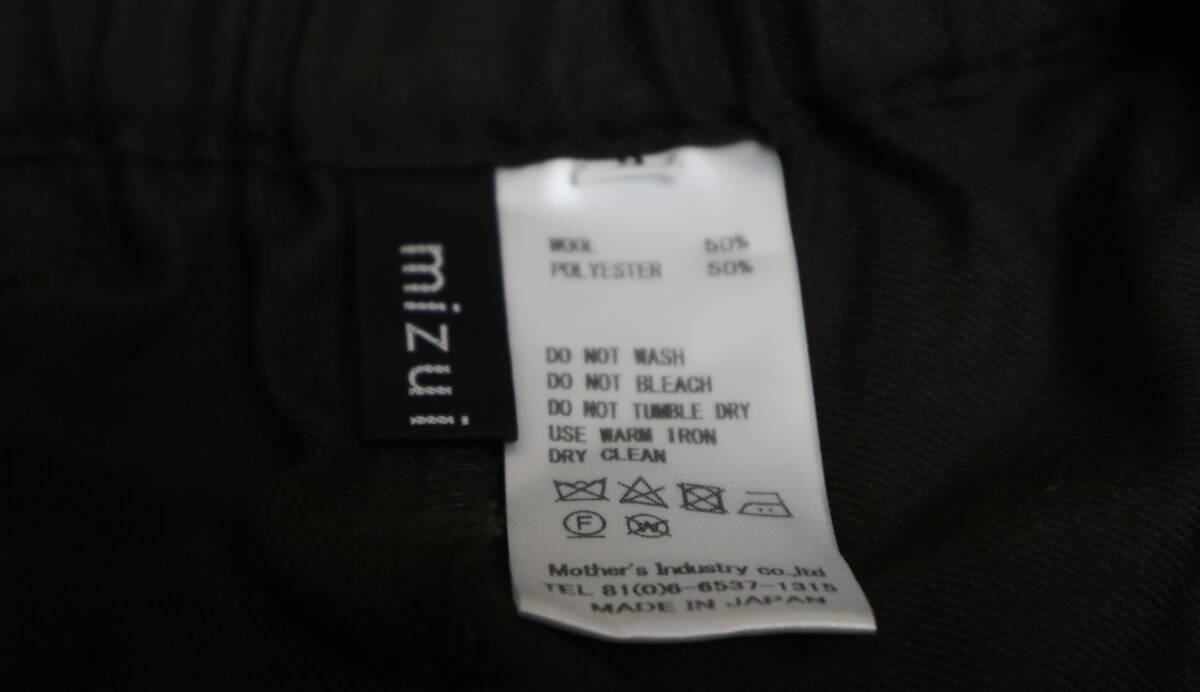 mizuiu
WOOL 50%
POLYESTER 50%
DO NOT WASH
DO NOT BLEACH
DO NOT TUMBLE DRY
USE WARM IRON
DRY CLEAN
F
W
Mother's Industry co.,ltd
TEL 81(0)6-6537-1315
MADE IN JAPAN